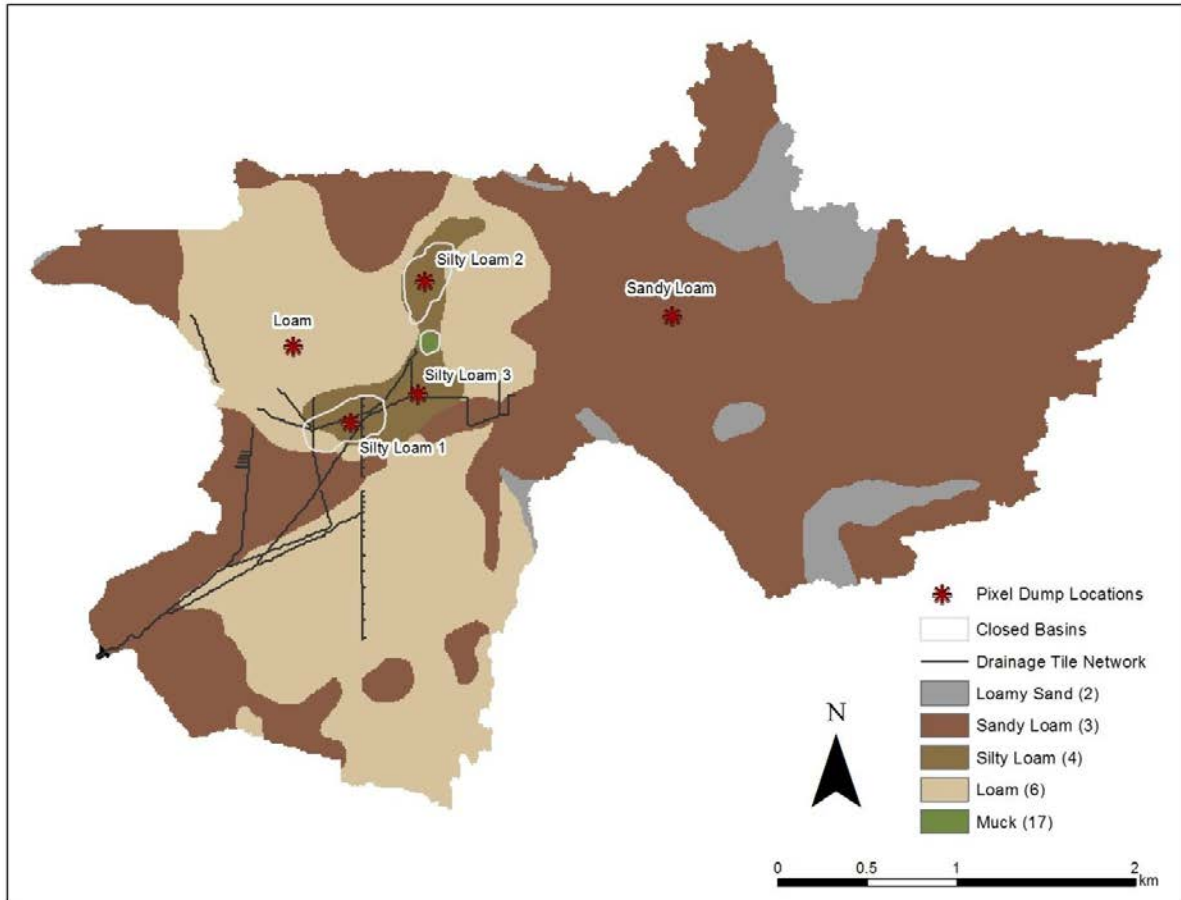 Silty Loam 2
Sandy Loam
Loam
Silty Loam 3
Silty Loam 1
Pixel Dump Locations
Closed Basins
Drainage Tile Network
Loamy Sand (2)
Sandy Loam (3)
Silty Loam (4)
Loam (6)
Muck (17)
N
0 0.5 1 2
km